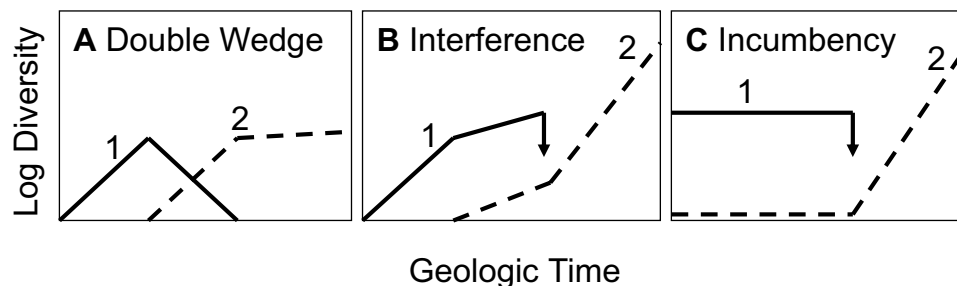 A Double Wedge
B Interference
C Incumbency
Log Diversity
1
2
1
2
1
2
Geologic Time